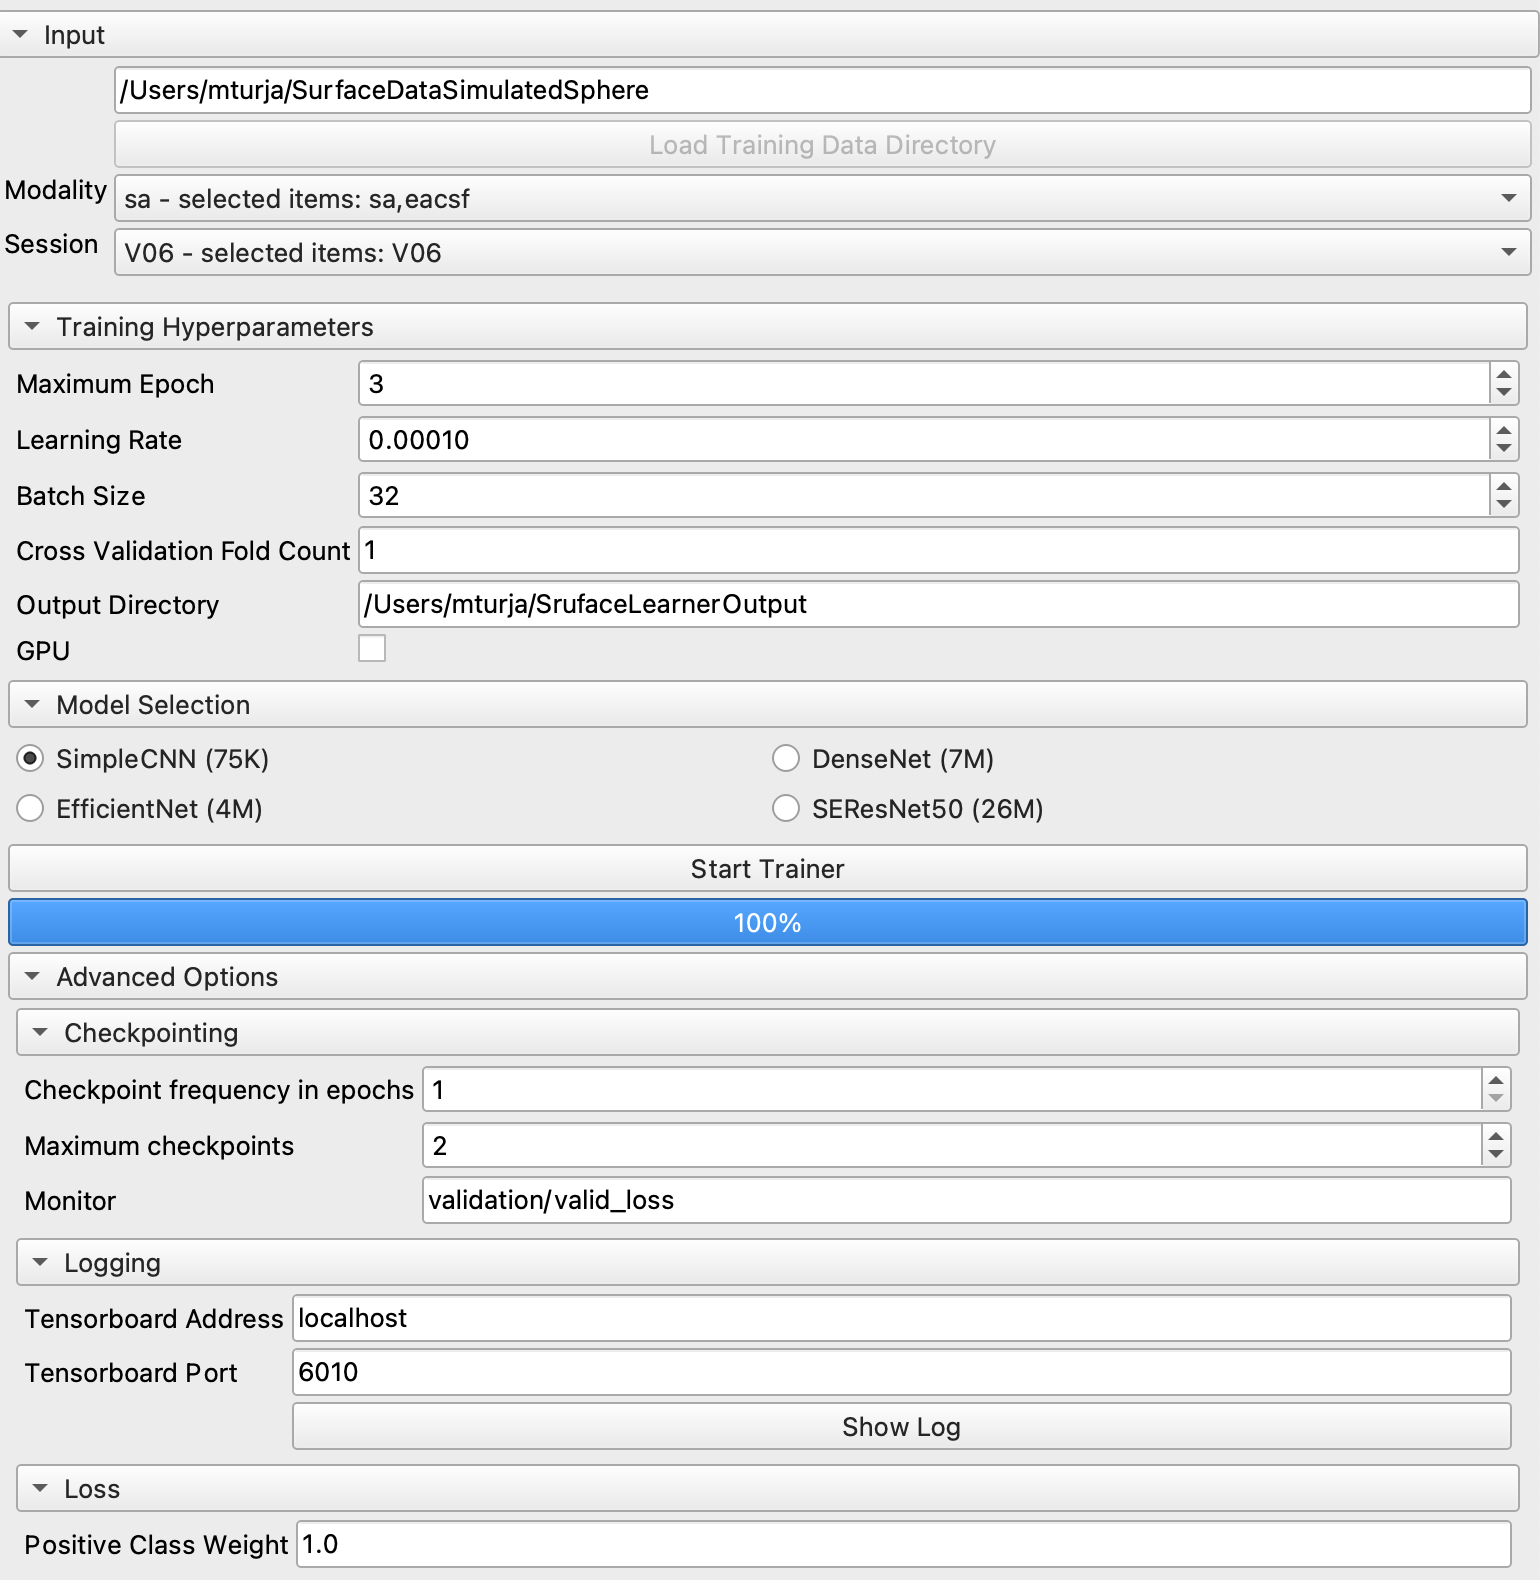 Input
/Users/mturja/SurfaceDataSimulatedSphere
Load Training Data Directory
Modality sa - selected items: sa,eacsf
Session V06 - selected items: V06
Training Hyperparameters
Maximum Epoch 3
Learning Rate 0.00010
Batch Size 32
Cross Validation Fold Count 1
Output Directory /Users/mturja/SrufaceLearnerOutput
GPU
Model Selection
SimpleCNN (75K) DenseNet (7M)
EfficientNet (4M) SEResNet50 (26M)
Start Trainer
100%
Advanced Options
Checkpointing
Checkpoint frequency in epochs 1
Maximum checkpoints 2
Monitor validation/valid_loss
Logging
Tensorboard Address localhost
Tensorboard Port 6010
Show Log
Loss
Positive Class Weight 1.0